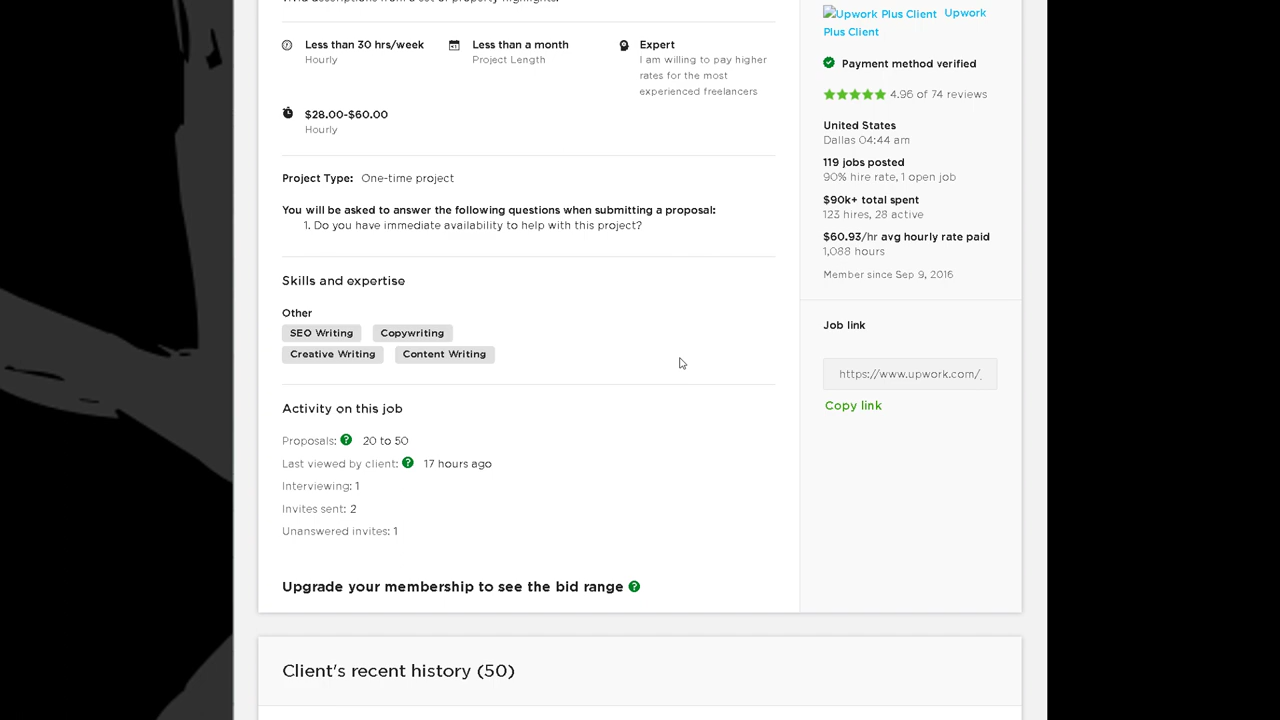 Less than 30 hrs/week
Hourly
Less than a month
Project Length
Expert
I am willing to pay higher
rates for the most
experienced freelancers
$28.00-$60.00
Hourly
Project Type: One-time project
You will be asked to answer the following questions when submitting a proposal:
1. Do you have immediate availability to help with this project?
Skills and expertise
Other
SEO Writing Copywriting
Creative Writing Content Writing
Activity on this job
Proposals: ? 20 to 50
Last viewed by client: ? 17 hours ago
Interviewing: 1
Invites sent: 2
Unanswered invites: 1
Upgrade your membership to see the bid range ?
Upwork Plus Client Upwork
Plus Client
Payment method verified
4.96 of 74 reviews
United States
Dallas 04:44 am
119 jobs posted
90% hire rate, 1 open job
$90k+ total spent
123 hires, 28 active
$60.93/hr avg hourly rate paid
1,088 hours
Member since Sep 9, 2016
Job link
https://www.upwork.com/
Copy link
Client's recent history (50)